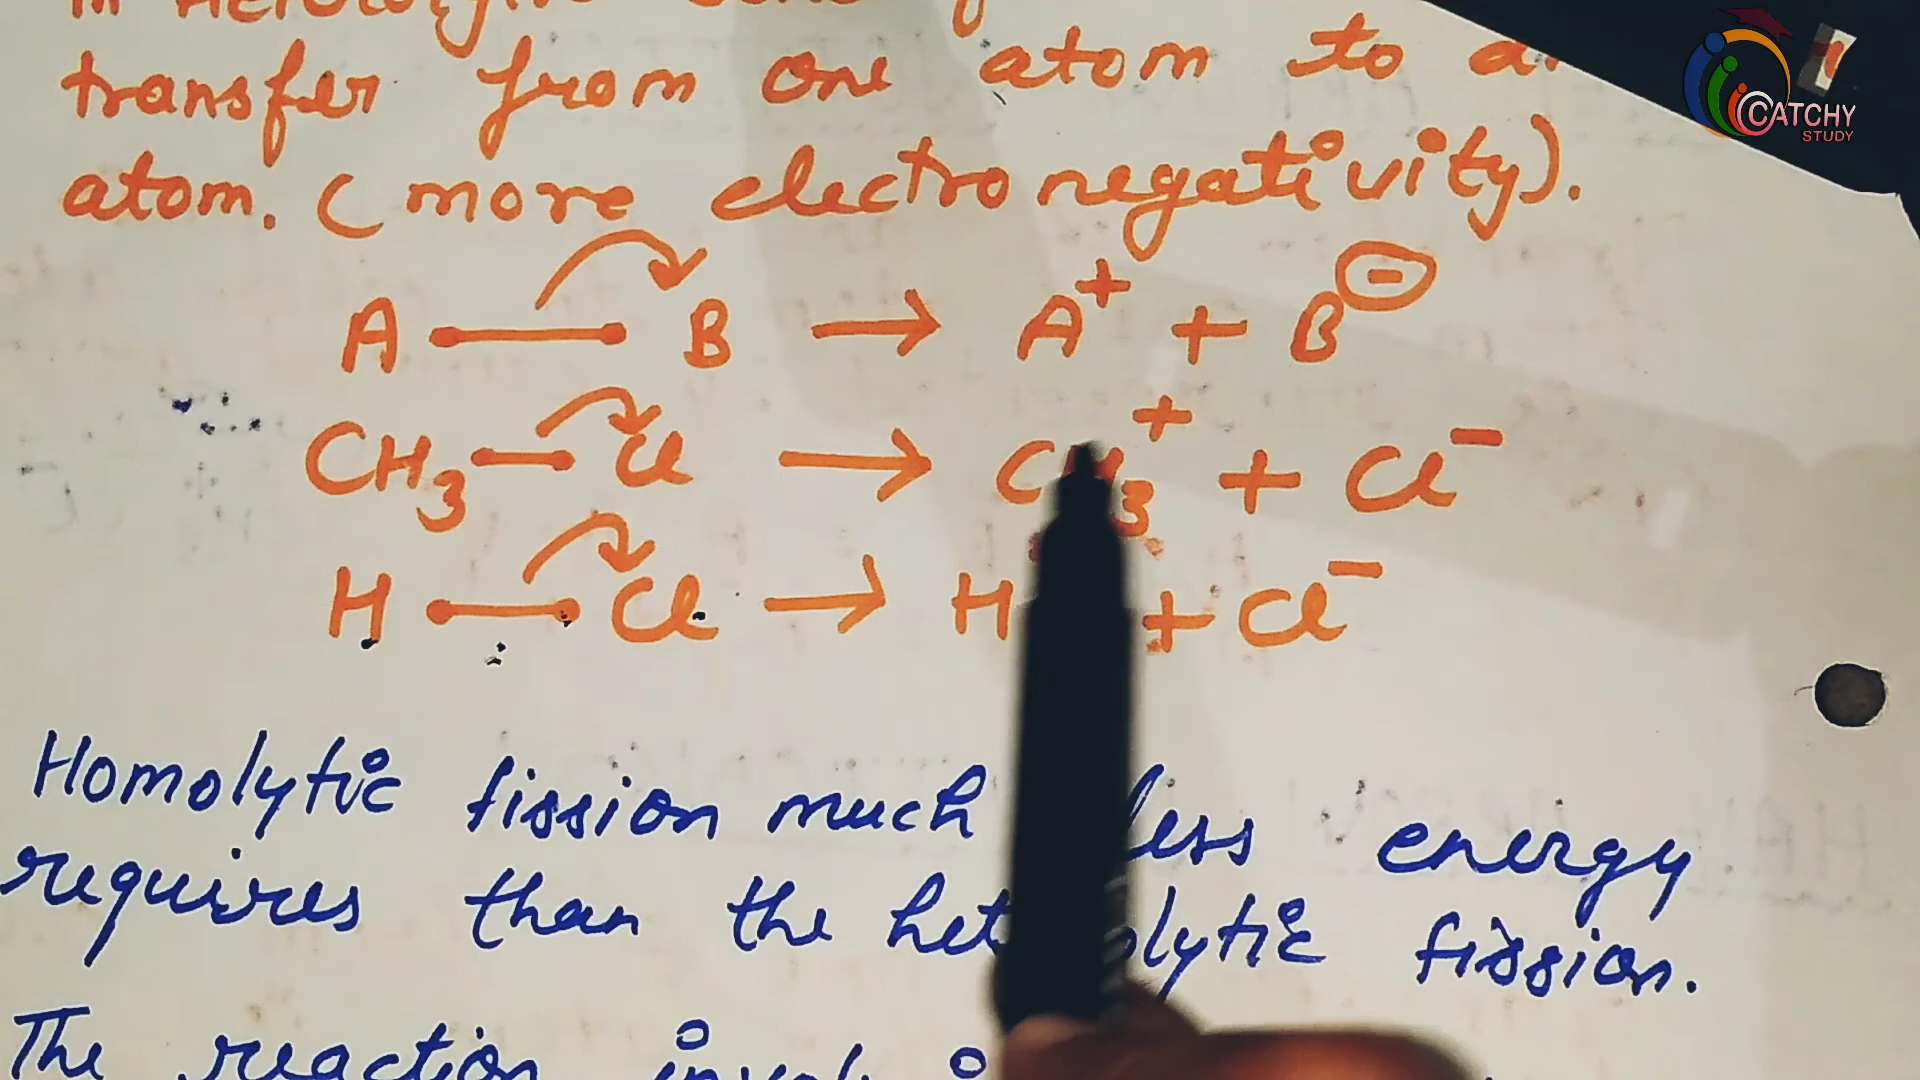 transfer from one atom to
atom. (more electronegativity).
A — B → A⁺ + B⁻
CH₃ — Cl → CH₃⁺ + Cl⁻
H — Cl → H + Cl⁻
Homolytic fission much less energy
requires than the fission.
The reaction
CATCHY
STUDY